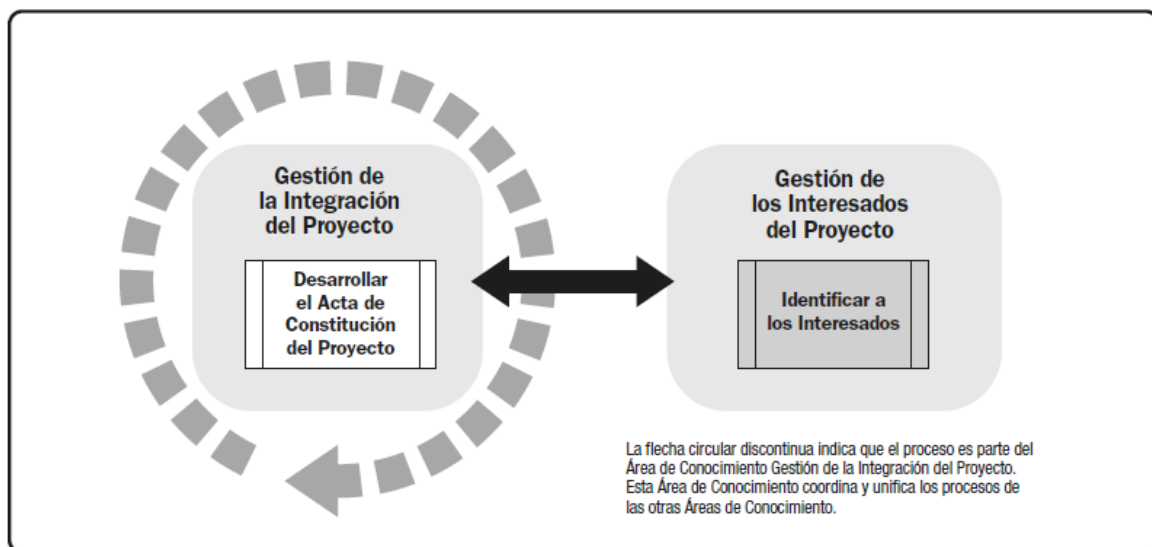 Gestión de
la Integración
del Proyecto
Desarrollar
el Acta de
Constitución
del Proyecto
Gestión de
los Interesados
del Proyecto
Identificar a
los Interesados
La flecha circular discontinua indica que el proceso es parte del
Área de Conocimiento Gestión de la Integración del Proyecto.
Esta Área de Conocimiento coordina y unifica los procesos de
las otras Áreas de Conocimiento.